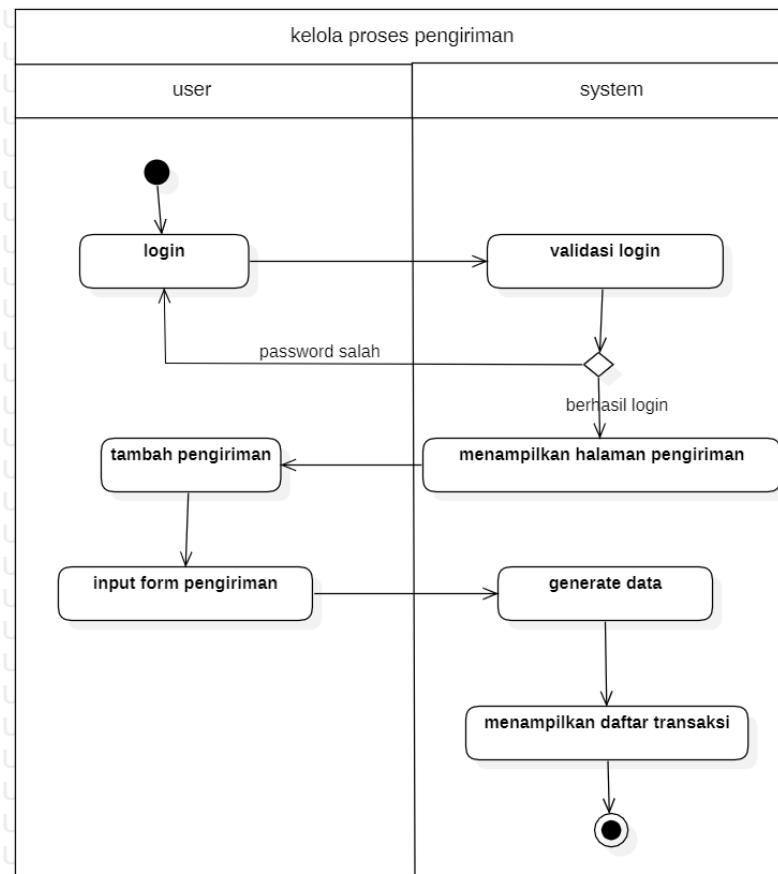 kelola proses pengiriman
user
system
login
validasi login
password salah
berhasil login
tambah pengiriman
menampilkan halaman pengiriman
input form pengiriman
generate data
menampilkan daftar transaksi